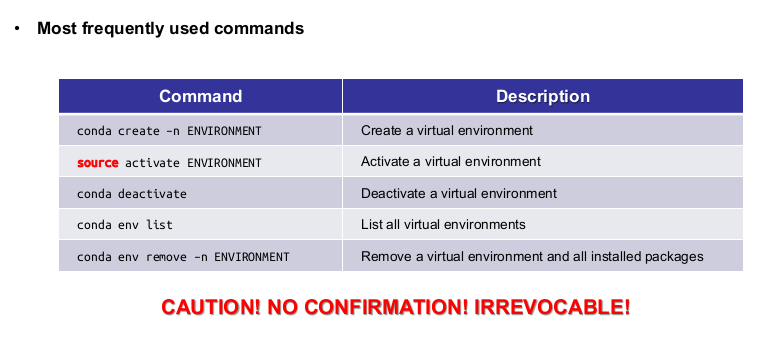 • Most frequently used commands
Command Description
conda create –n ENVIRONMENT Create a virtual environment
source activate ENVIRONMENT Activate a virtual environment
conda deactivate Deactivate a virtual environment
conda env list List all virtual environments
conda env remove –n ENVIRONMENT Remove a virtual environment and all installed packages
CAUTION! NO CONFIRMATION! IRREVOCABLE!